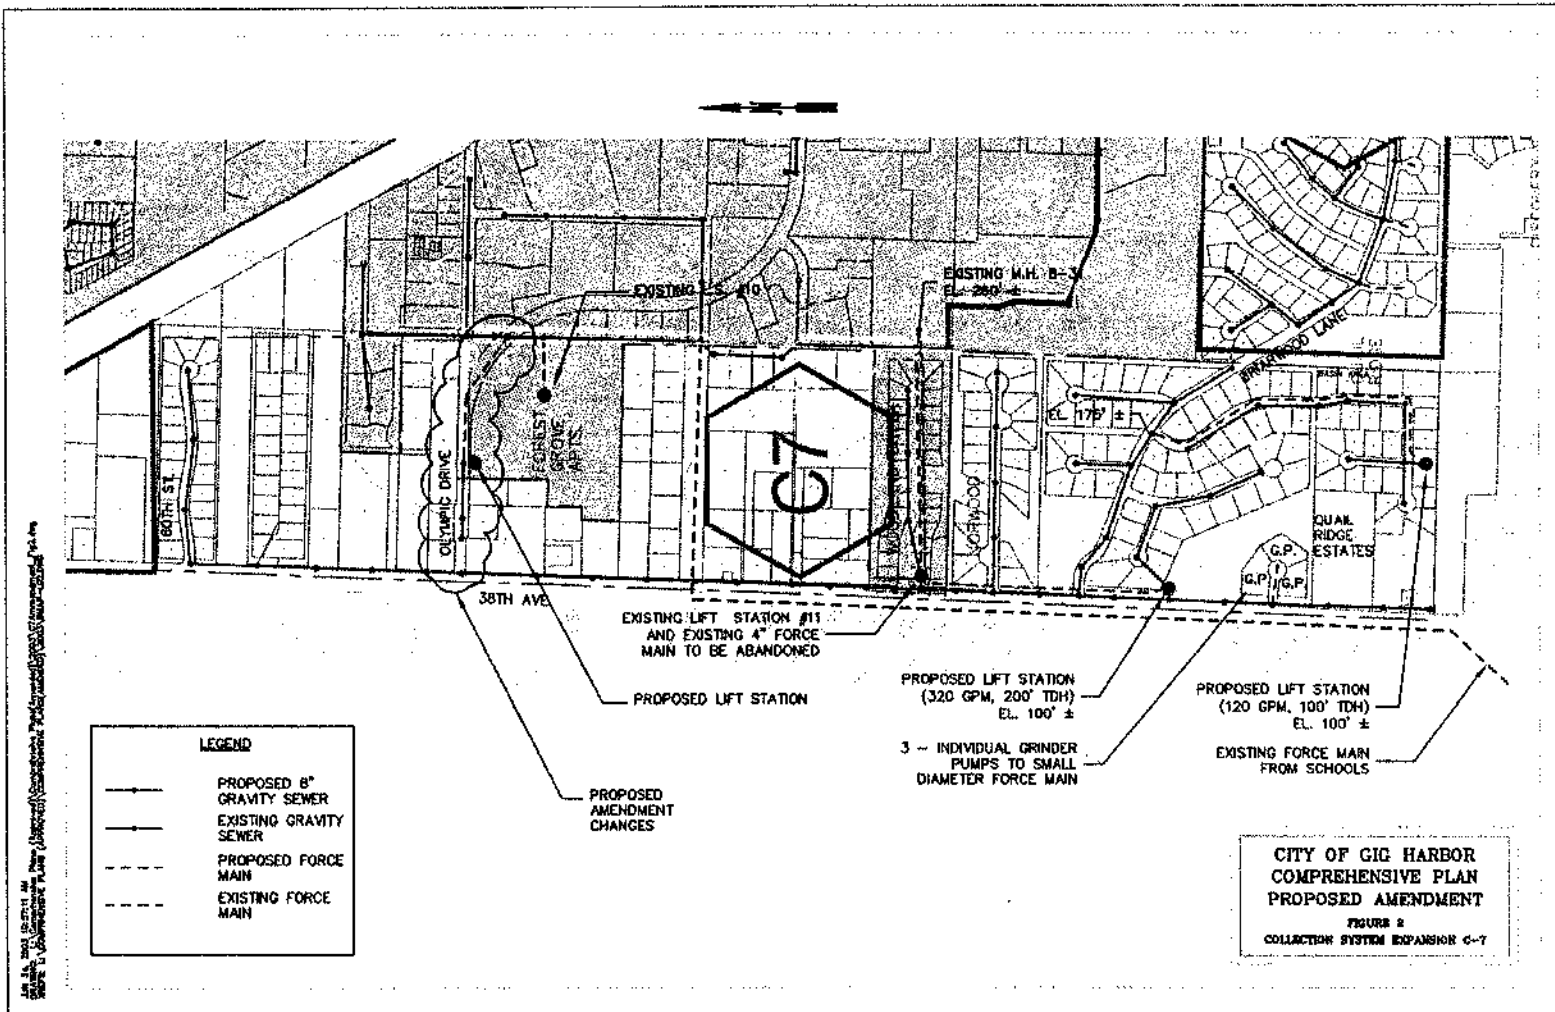 EXISTING M.H. 8-3
EL. 260' ±
EXISTING L.S. #10
BRIARWOOD LANE
EL. 175' ±
FOREST
GROVE
APTS.
C7
60TH ST.
OLYMPIC DRIVE
NORWOOD
QUAIL
RIDGE
ESTATES
G.P.
G.P.
G.P.
38TH AVE
EXISTING LIFT STATION #11
AND EXISTING 4" FORCE
MAIN TO BE ABANDONED
PROPOSED LIFT STATION
PROPOSED LIFT STATION
(320 GPM, 200' TDH)
EL. 100' ±
3 - INDIVIDUAL GRINDER
PUMPS TO SMALL
DIAMETER FORCE MAIN
PROPOSED LIFT STATION
(120 GPM, 100' TDH)
EL. 100' ±
EXISTING FORCE MAIN
FROM SCHOOLS
PROPOSED
AMENDMENT
CHANGES
LEGEND
PROPOSED 8"
GRAVITY SEWER
EXISTING GRAVITY
SEWER
PROPOSED FORCE
MAIN
EXISTING FORCE
MAIN
CITY OF GIG HARBOR
COMPREHENSIVE PLAN
PROPOSED AMENDMENT
FIGURE 2
COLLECTION SYSTEM EXPANSION C-7